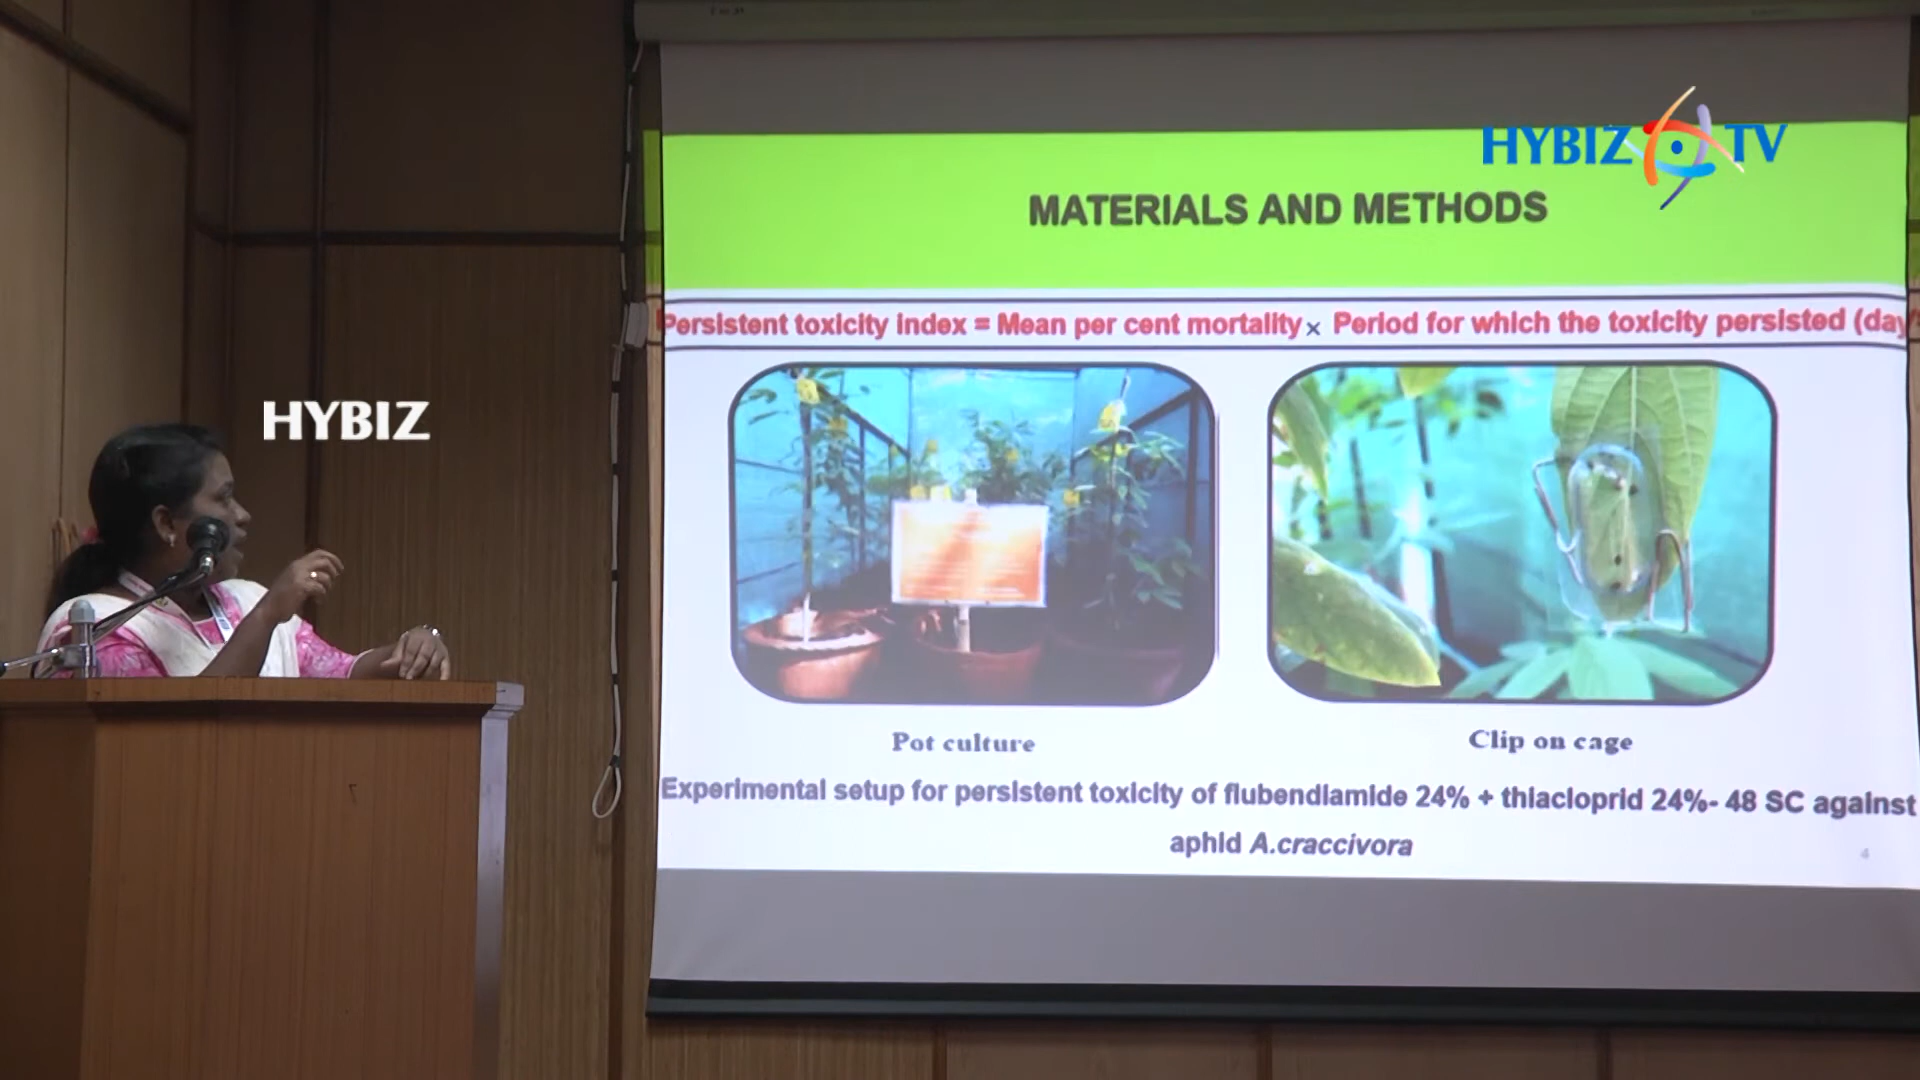 HYBIZ TV
MATERIALS AND METHODS
Persistent toxicity index = Mean per cent mortality × Period for which the toxicity persisted (day
HYBIZ
Pot culture
Clip on cage
Experimental setup for persistent toxicity of flubendiamide 24% + thiacloprid 24%- 48 SC against
aphid A.craccivora
4